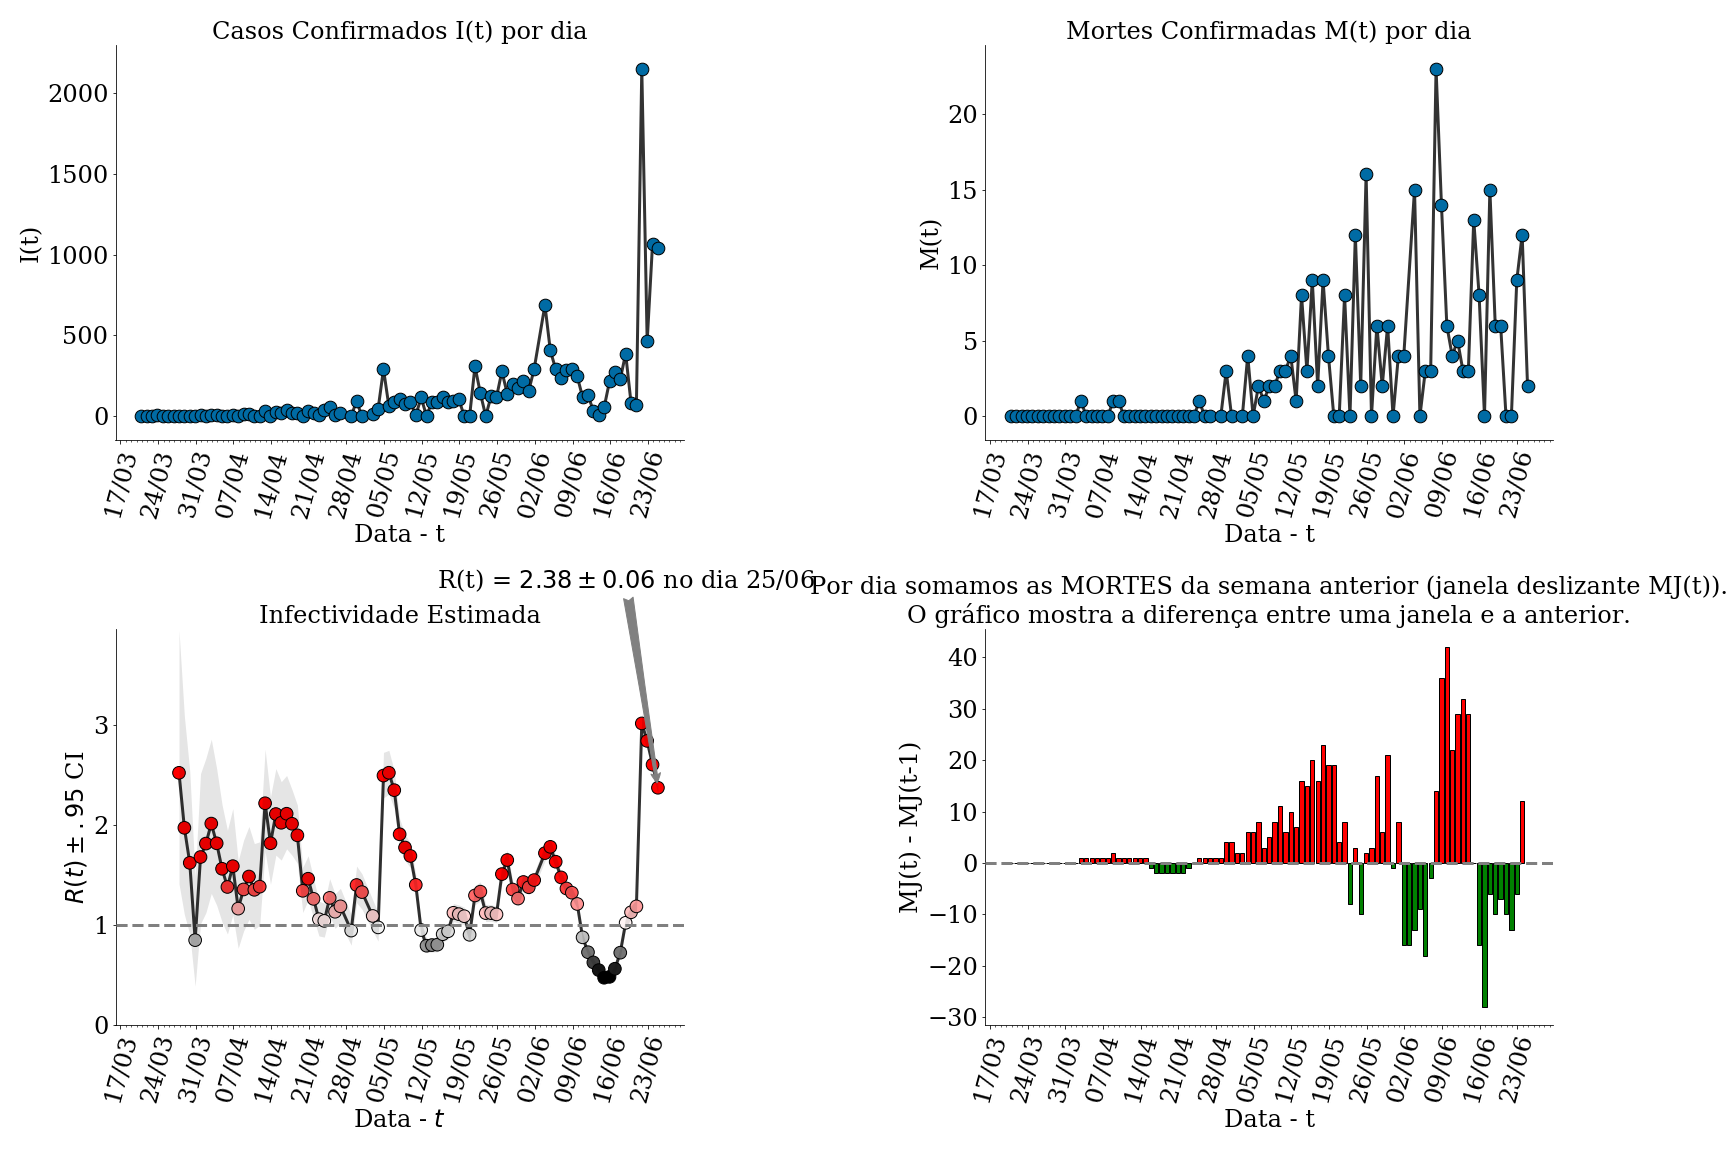 Casos Confirmados I(t) por dia
I(t)
2000
1500
1000
500
0
17/03 24/03 31/03 07/04 14/04 21/04 28/04 05/05 12/05 19/05 26/05 02/06 09/06 16/06 23/06
Data - t
Mortes Confirmadas M(t) por dia
M(t)
20
15
10
5
0
17/03 24/03 31/03 07/04 14/04 21/04 28/04 05/05 12/05 19/05 26/05 02/06 09/06 16/06 23/06
Data - t
R(t) = 2.38 ± 0.06 no dia 25/06
Infectividade Estimada
R(t) ± .95 CI
3
2
1
0
17/03 24/03 31/03 07/04 14/04 21/04 28/04 05/05 12/05 19/05 26/05 02/06 09/06 16/06 23/06
Data - t
Por dia somamos as MORTES da semana anterior (janela deslizante MJ(t)).
O gráfico mostra a diferença entre uma janela e a anterior.
MJ(t) - MJ(t-1)
40
30
20
10
0
−10
−20
−30
17/03 24/03 31/03 07/04 14/04 21/04 28/04 05/05 12/05 19/05 26/05 02/06 09/06 16/06 23/06
Data - t